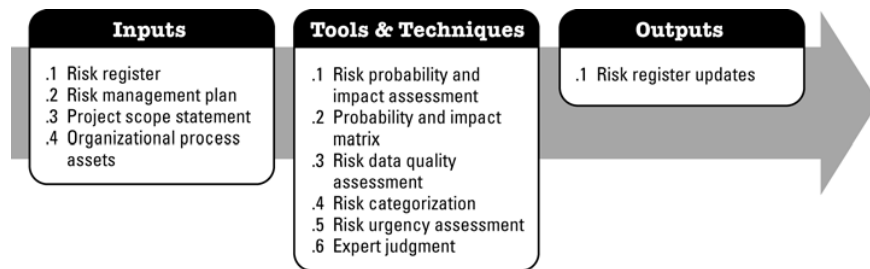 Inputs
.1 Risk register
.2 Risk management plan
.3 Project scope statement
.4 Organizational process
assets
Tools & Techniques
.1 Risk probability and
impact assessment
.2 Probability and impact
matrix
.3 Risk data quality
assessment
.4 Risk categorization
.5 Risk urgency assessment
.6 Expert judgment
Outputs
.1 Risk register updates